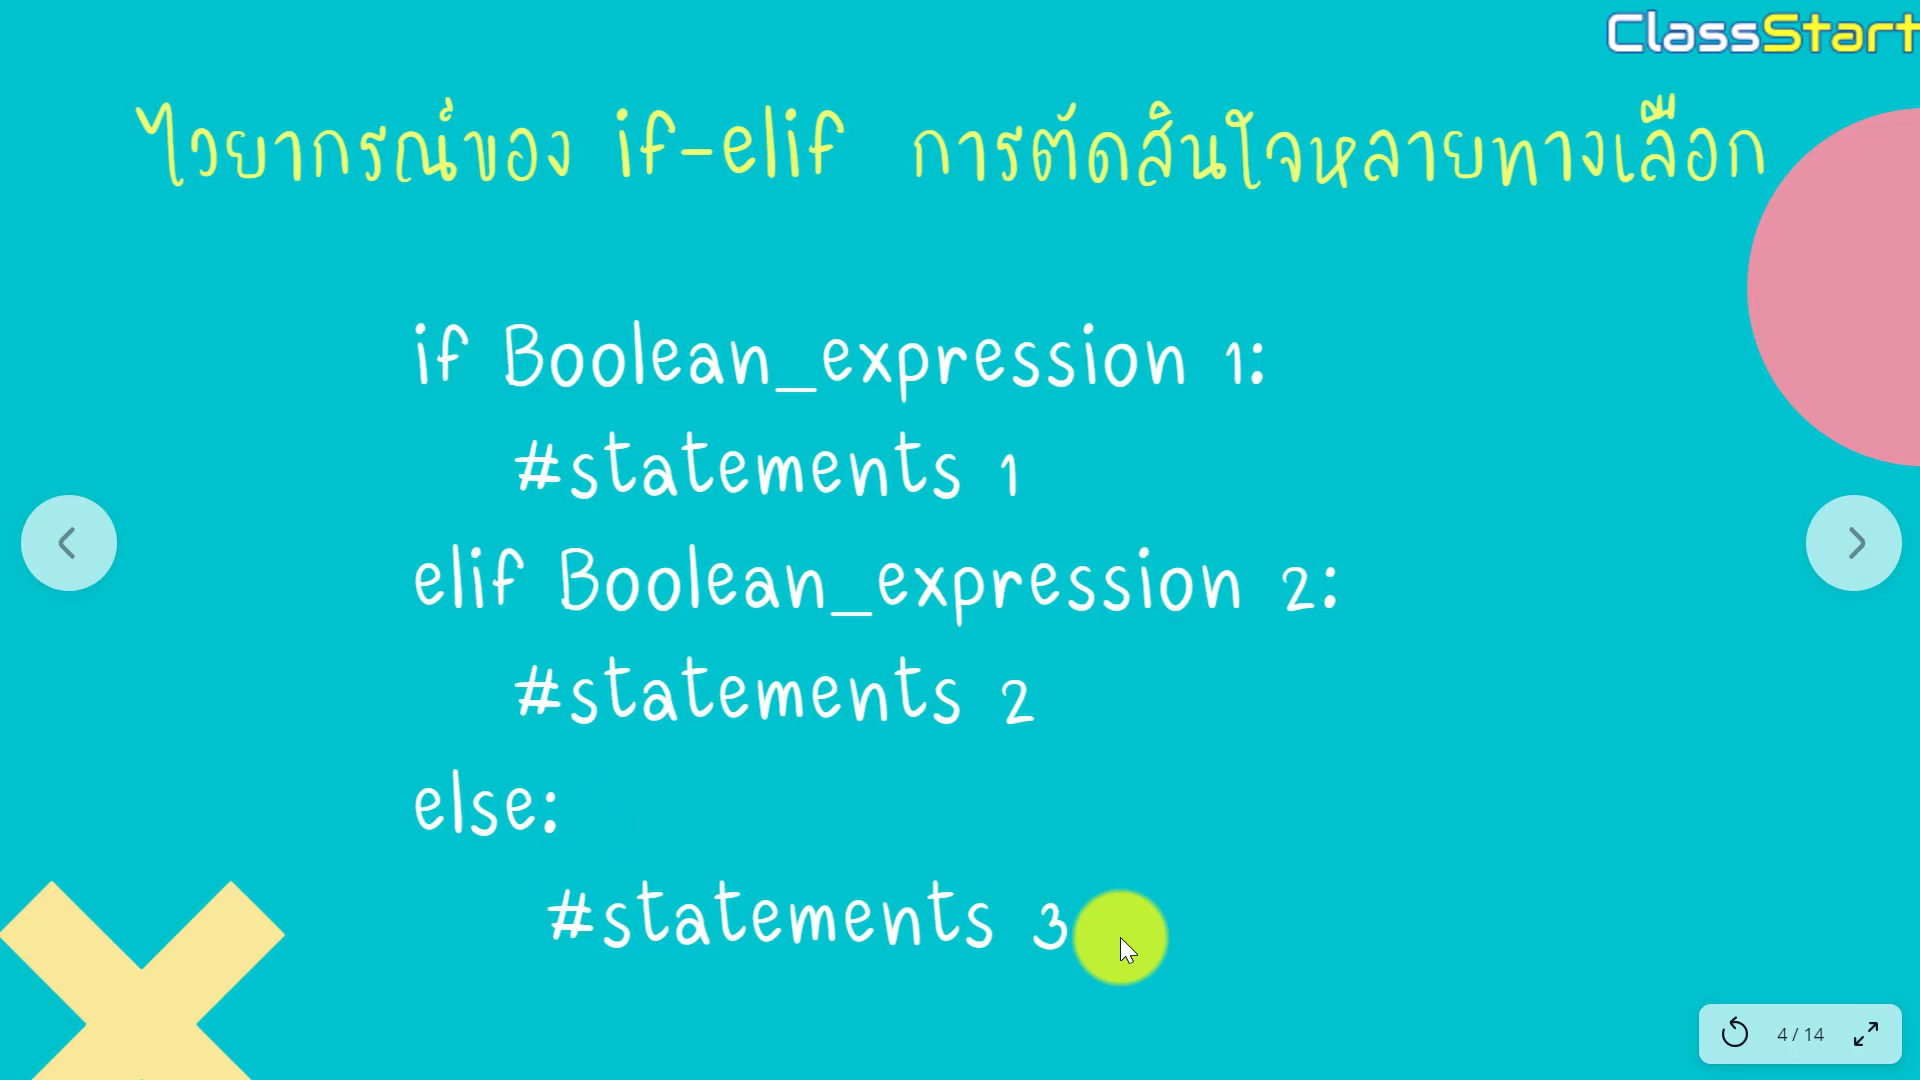 ClassStart
ไวยากรณ์ของ if-elif การตัดสินใจหลายทางเลือก
if Boolean_expression 1:
#statements 1
elif Boolean_expression 2:
#statements 2
else:
#statements 3
4 / 14